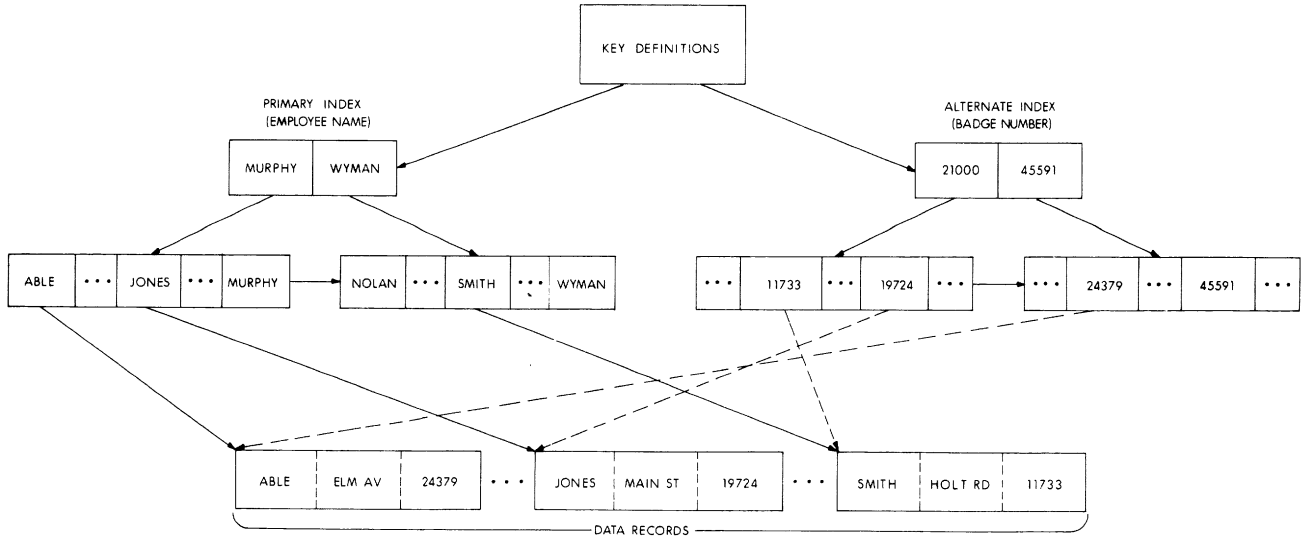 KEY DEFINITIONS
PRIMARY INDEX
(EMPLOYEE NAME)
ALTERNATE INDEX
(BADGE NUMBER)
MURPHY WYMAN
21000 45591
ABLE ••• JONES ••• MURPHY
NOLAN ••• SMITH ••• WYMAN
••• 11733 ••• 19724 •••
••• 24379 ••• 45591 •••
ABLE ELM AV 24379 ••• JONES MAIN ST 19724 ••• SMITH HOLT RD 11733
DATA RECORDS